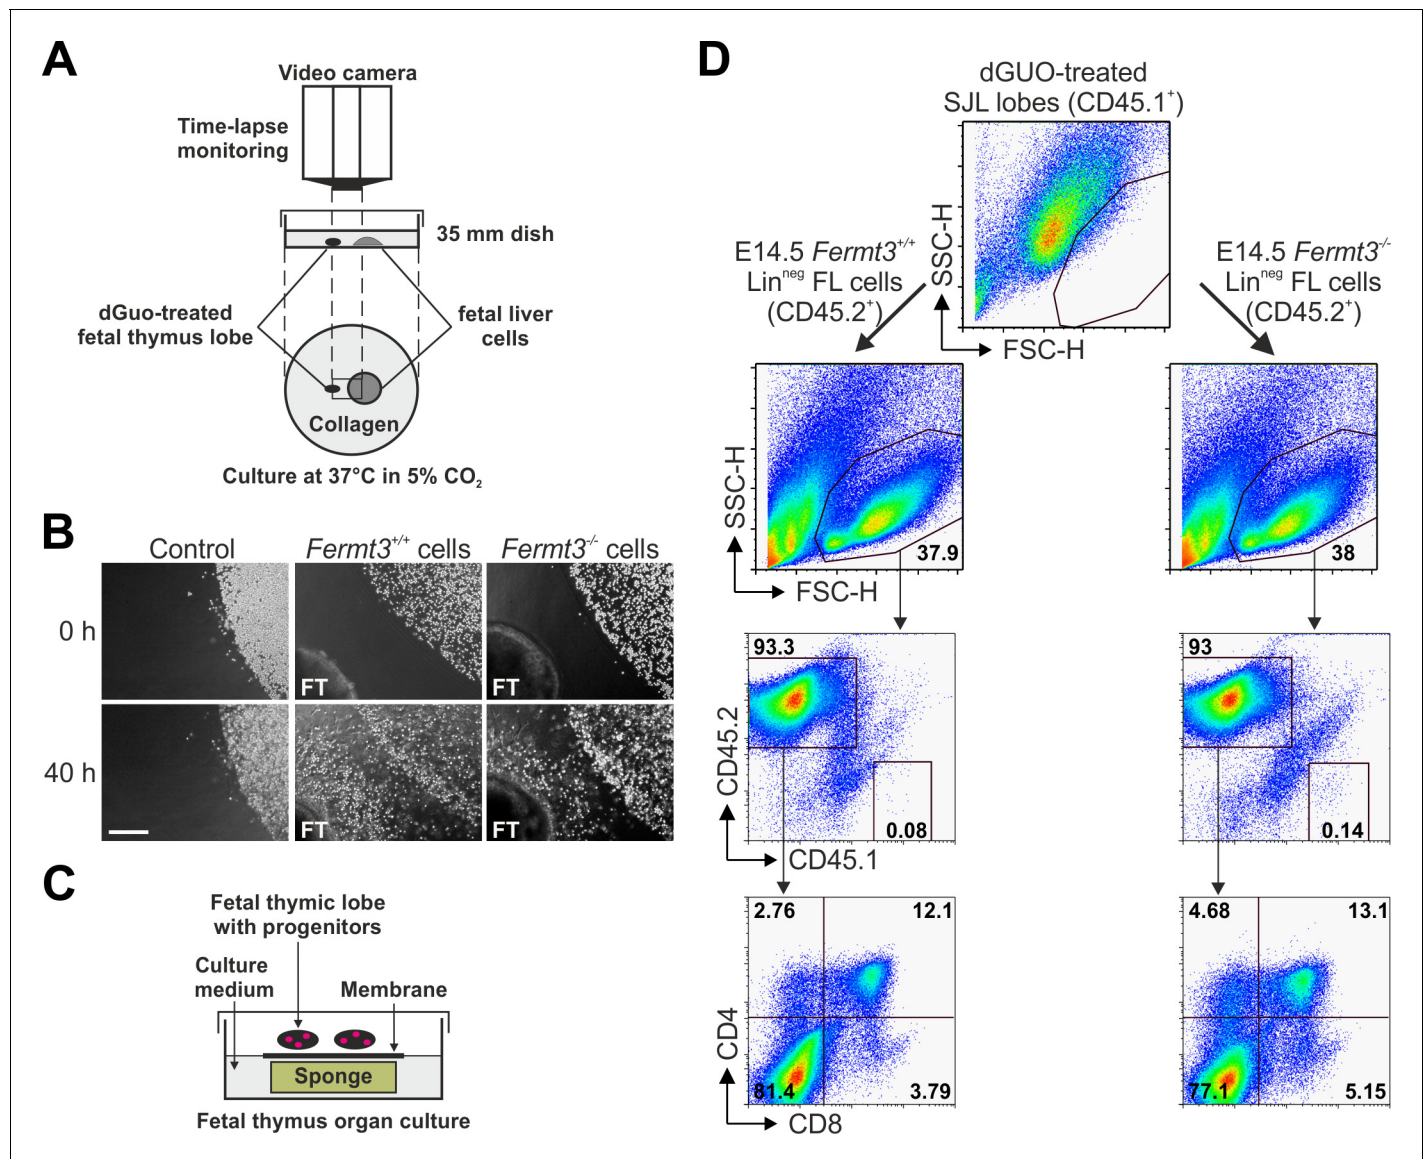 A
Video camera
Time-lapse
monitoring
35 mm dish
dGuo-treated
fetal thymus lobe
fetal liver
cells
Collagen
Culture at 37°C in 5% CO₂
B
Control
Fermt3+/+ cells
Fermt3-/- cells
0 h
FT
FT
40 h
FT
FT
C
Fetal thymic lobe
with progenitors
Culture
medium
Membrane
Sponge
Fetal thymus organ culture
D
dGUO-treated
SJL lobes (CD45.1+)
SSC-H
FSC-H
E14.5 Fermt3+/+
Linneg FL cells
(CD45.2+)
E14.5 Fermt3-/-
Linneg FL cells
(CD45.2+)
SSC-H
37.9
FSC-H
38
93.3
CD45.2
0.08
CD45.1
93
0.14
2.76
12.1
CD4
81.4
3.79
CD8
4.68
13.1
77.1
5.15